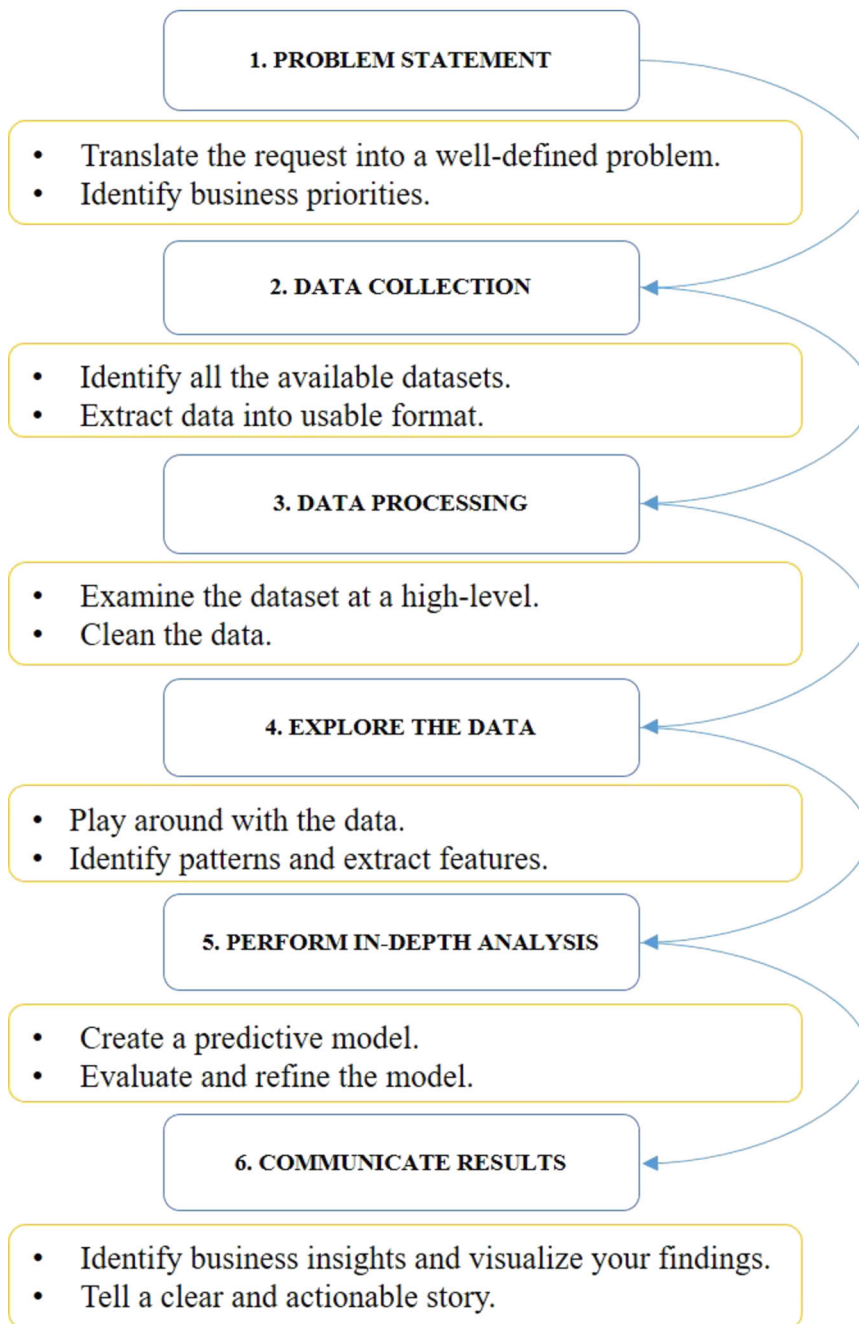 1. PROBLEM STATEMENT
• Translate the request into a well-defined problem.
• Identify business priorities.
2. DATA COLLECTION
• Identify all the available datasets.
• Extract data into usable format.
3. DATA PROCESSING
• Examine the dataset at a high-level.
• Clean the data.
4. EXPLORE THE DATA
• Play around with the data.
• Identify patterns and extract features.
5. PERFORM IN-DEPTH ANALYSIS
• Create a predictive model.
• Evaluate and refine the model.
6. COMMUNICATE RESULTS
• Identify business insights and visualize your findings.
• Tell a clear and actionable story.